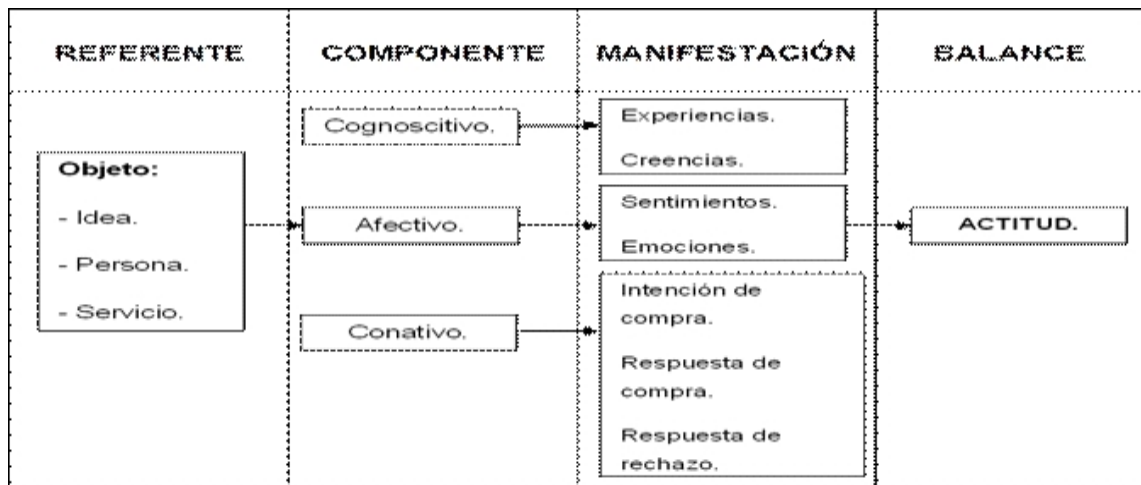 REFERENTE
COMPONENTE
MANIFESTACIÓN
BALANCE
Objeto:
- Idea.
- Persona.
- Servicio.
Cognoscitivo.
Afectivo.
Conativo.
Experiencias.
Creencias.
Sentimientos.
Emociones.
Intención de
compra.
Respuesta de
compra.
Respuesta de
rechazo.
ACTITUD.